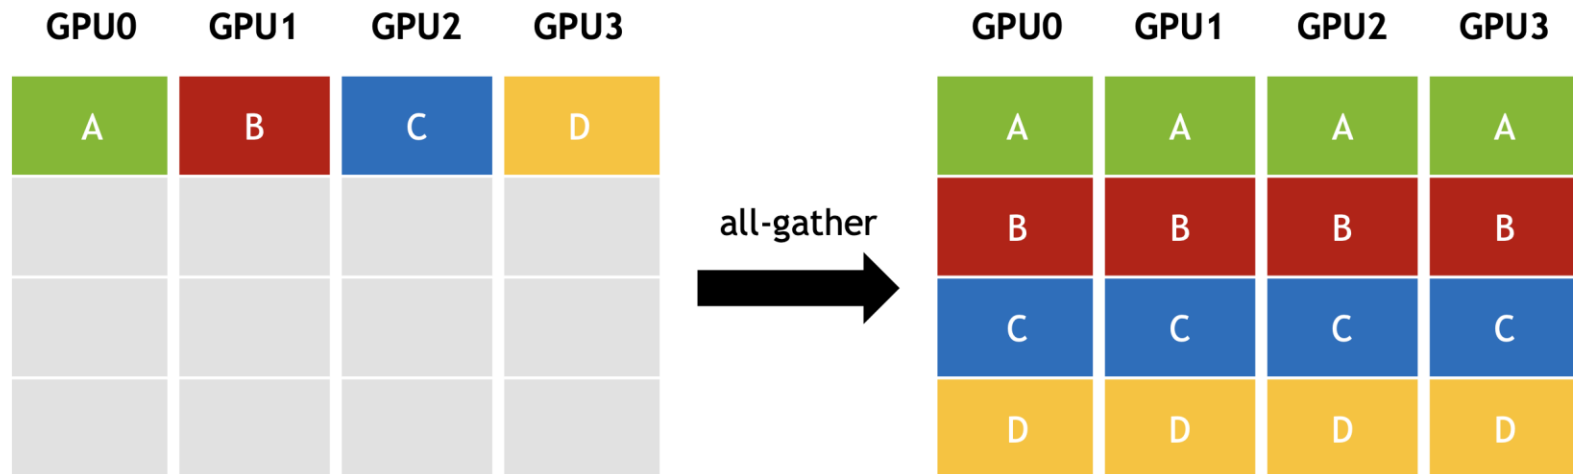 GPU0 GPU1 GPU2 GPU3
A B C D
all-gather
GPU0 GPU1 GPU2 GPU3
A A A A
B B B B
C C C C
D D D D